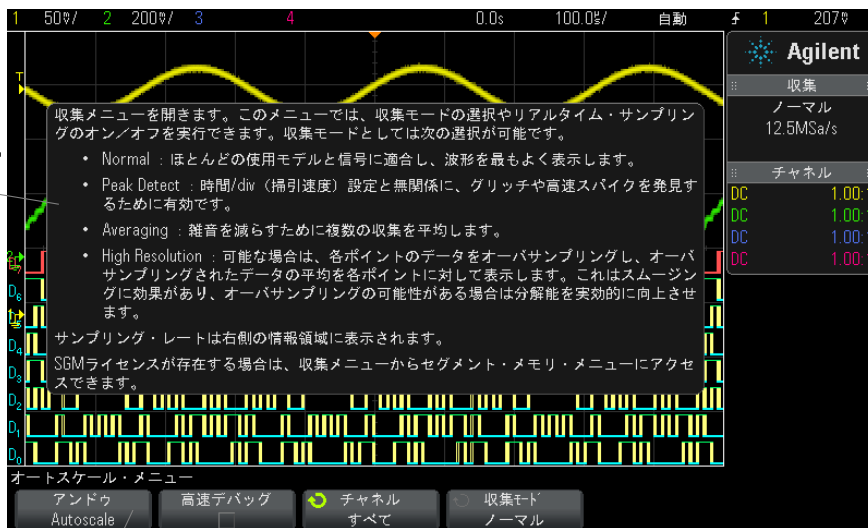 1 50V/ 2 200V/ 3 4 0.0s 100.0㎲/ 自動 1 207V
Agilent
収集
ノーマル
12.5MSa/s
チャネル
DC 1.00:
DC 1.00:
DC 1.00:
DC 1.00:
T
収集メニューを開きます。このメニューでは、収集モードの選択やリアルタイム・サンプリン
グのオン／オフを実行できます。収集モードとしては次の選択が可能です。
• Normal : ほとんどの使用モデルと信号に適合し、波形を最もよく表示します。
• Peak Detect : 時間/div（掃引速度）設定と無関係に、グリッチや高速スパイクを発見す
るために有効です。
• Averaging : 雑音を減らすために複数の収集を平均します。
• High Resolution : 可能な場合は、各ポイントのデータをオーバサンプリングし、オーバ
サンプリングされたデータの平均を各ポイントに対して表示します。これはスムージン
グに効果があり、オーバサンプリングの可能性がある場合は分解能を実効的に向上させ
ます。
サンプリング・レートは右側の情報領域に表示されます。
SGMライセンスが存在する場合は、収集メニューからセグメント・メモリ・メニューにアクセ
スできます。
D6
D4
D3
D2
D1
D0
オートスケール・メニュー
アンドゥ
Autoscale
高速デバッグ
チャネル
すべて
収集ﾓｰﾄﾞ
ノーマル